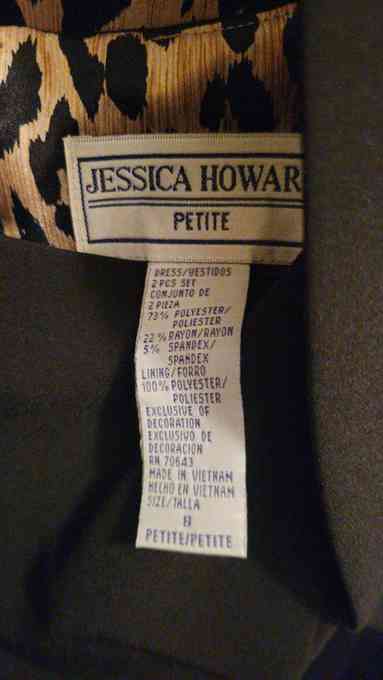 JESSICA HOWAR
PETITE
DRESS/VESTIDOS
2 PCS SET
CONJUNTO DE
2 PIEZA
73% POLYESTER/
POLIESTER
22% RAYON/RAYON
5% SPANDEX/
SPANDEX
LINING/FORRO
100% POLYESTER/
POLIESTER
EXCLUSIVE OF
DECORATION
EXCLUSIVO DE
DECORACION
RN 70643
MADE IN VIETNAM
HECHO EN VIETNAM
SIZE/TALLA
8
PETITE/PETITE